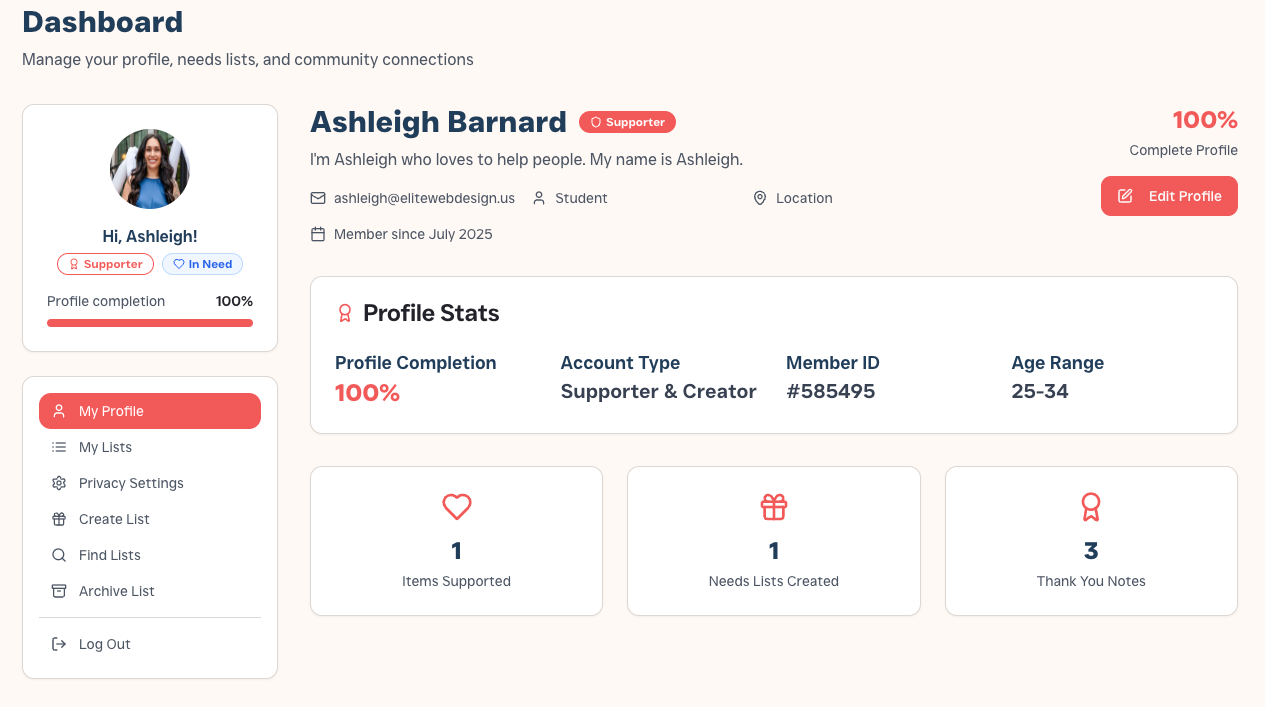 Dashboard
Manage your profile, needs lists, and community connections
Hi, Ashleigh!
Supporter In Need
Profile completion 100%
My Profile
My Lists
Privacy Settings
Create List
Find Lists
Archive List
Log Out
Ashleigh Barnard Supporter
I'm Ashleigh who loves to help people. My name is Ashleigh.
ashleigh@elitewebdesign.us Student Location
Member since July 2025
100%
Complete Profile
Edit Profile
Profile Stats
Profile Completion Account Type Member ID Age Range
100% Supporter & Creator #585495 25-34
1 1 3
Items Supported Needs Lists Created Thank You Notes